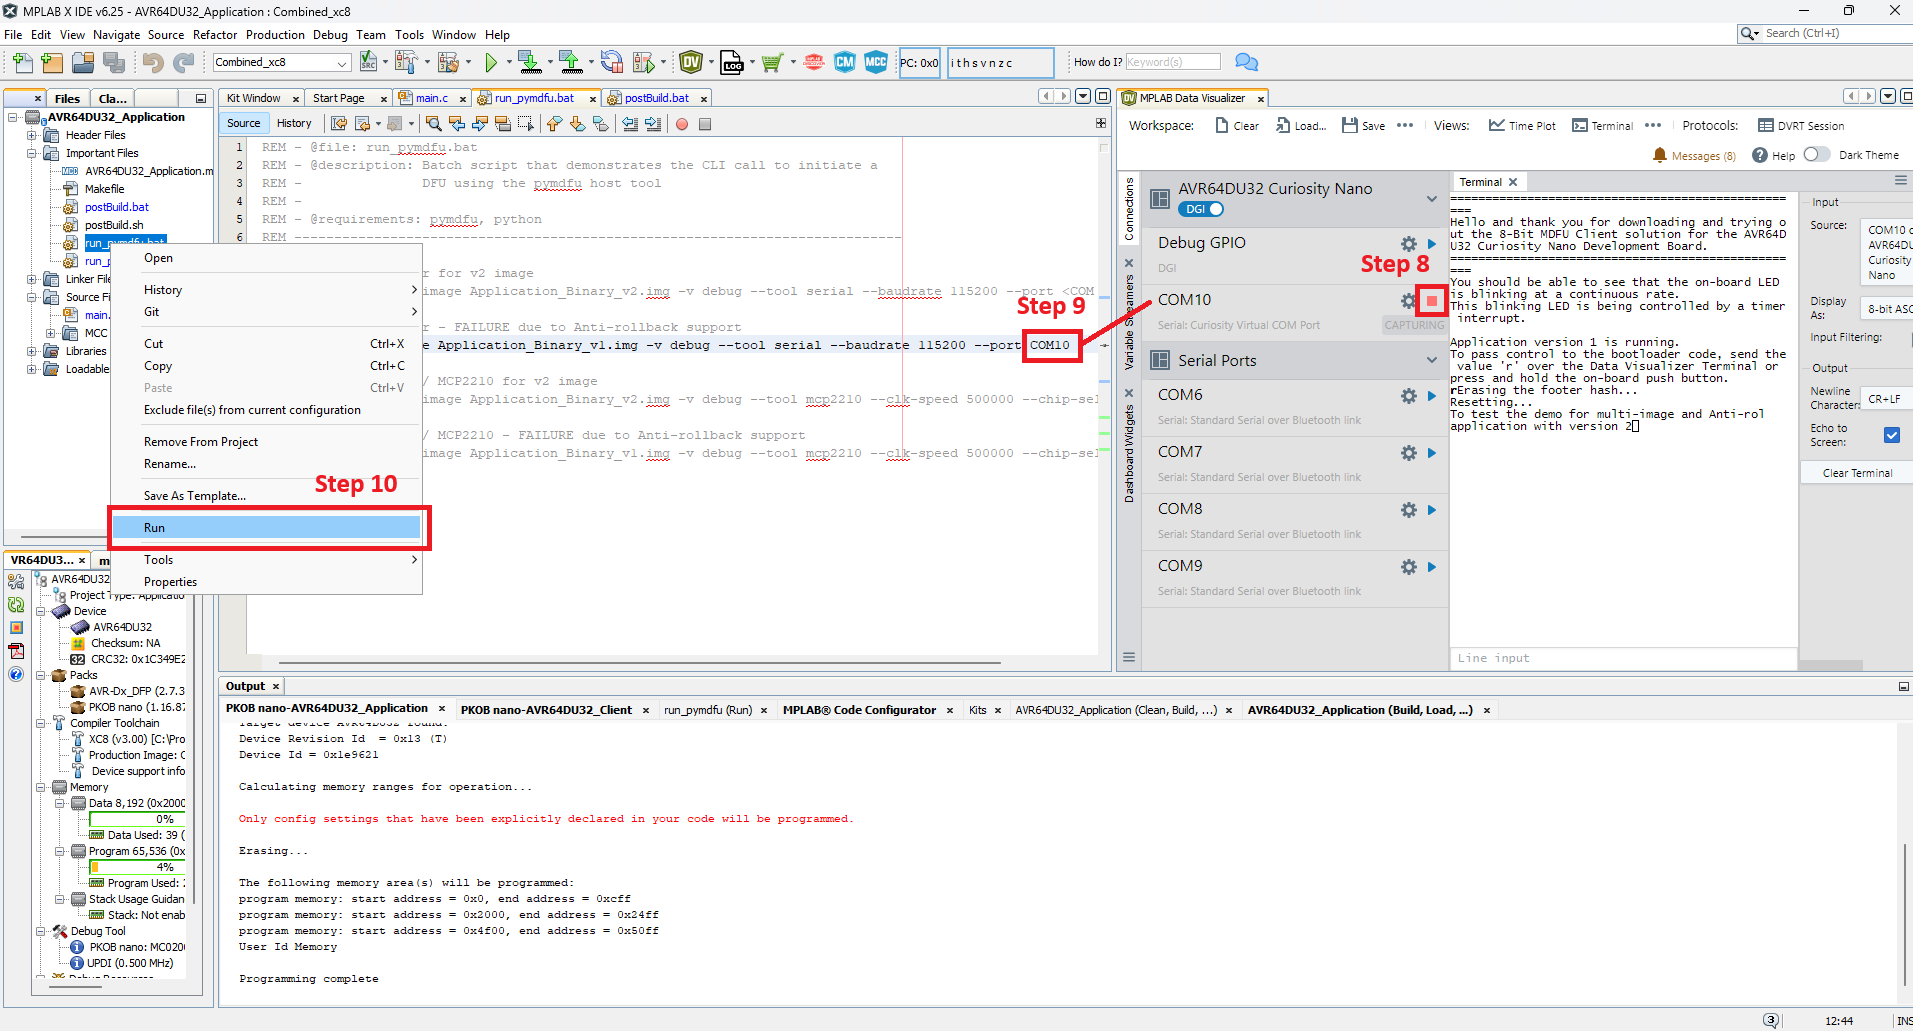 MPLAB X IDE v6.25 - AVR64DU32_Application : Combined_xc8
File Edit View Navigate Source Refactor Production Debug Team Tools Window Help
Search (Ctrl+I)
Combined_xc8
PC: 0x0
ithsvnzc
How do I? Keyword(s)
Files
Cla...
AVR64DU32_Application
Header Files
Important Files
AVR64DU32_Application.m
Makefile
postBuild.bat
postBuild.sh
run_pymdfu.bat
Linker File
Source Fi
main.
MCC
Libraries
Loadable
Open
History
Git
Cut Ctrl+X
Copy Ctrl+C
Paste Ctrl+V
Exclude file(s) from current configuration
Remove From Project
Rename...
Save As Template...
Step 10
Run
Tools
Properties
Kit Window
Start Page
main.c
run_pymdfu.bat
postBuild.bat
Source History
1 REM - @file: run_pymdfu.bat
2 REM - @description: Batch script that demonstrates the CLI call to initiate a
3 REM - DFU using the pymdfu host tool
4 REM -
5 REM - @requirements: pymdfu, python
6 REM --------------------------------------------------------------------------------
r for v2 image
image Application_Binary_v2.img -v debug --tool serial --baudrate 115200 --port <COM
Step 9
r - FAILURE due to Anti-rollback support
e Application_Binary_v1.img -v debug --tool serial --baudrate 115200 --port COM10
/ MCP2210 for v2 image
image Application_Binary_v2.img -v debug --tool mcp2210 --clk-speed 500000 --chip-sel
/ MCP2210 - FAILURE due to Anti-rollback support
image Application_Binary_v1.img -v debug --tool mcp2210 --clk-speed 500000 --chip-sel
MPLAB Data Visualizer
Workspace: Clear Load... Save Views: Time Plot Terminal Protocols: DVRT Session
Messages (8) Help Dark Theme
Connections
Variable Streamers
Dashboard Widgets
AVR64DU32 Curiosity Nano
DGI
Debug GPIO
DGI
Step 8
COM10
Serial: Curiosity Virtual COM Port
CAPTURING
Serial Ports
COM6
Serial: Standard Serial over Bluetooth link
COM7
Serial: Standard Serial over Bluetooth link
COM8
Serial: Standard Serial over Bluetooth link
COM9
Serial: Standard Serial over Bluetooth link
Terminal
===============================================
===
Hello and thank you for downloading and trying o
ut the 8-Bit MDFU Client solution for the AVR64D
U32 Curiosity Nano Development Board.
===============================================
===
You should be able to see that the on-board LED
is blinking at a continuous rate.
This blinking LED is being controlled by a timer
interrupt.
Application version 1 is running.
To pass control to the bootloader code, send the
value 'r' over the Data Visualizer Terminal or
press and hold the on-board push button.
rErasing the footer hash...
Resetting...
To test the demo for multi-image and Anti-rol
application with version 2
Line input
Input
Source: COM10 o
AVR64DU
Curiosity
Nano
Display As: 8-bit ASC
Input Filtering:
Output
Newline Character: CR+LF
Echo to Screen:
Clear Terminal
VR64DU3...
AVR64DU32
Project Type: Applicatio
Device
AVR64DU32
Checksum: NA
CRC32: 0x1C349E2
Packs
AVR-Dx_DFP (2.7.3
PKOB nano (1.16.87
Compiler Toolchain
XC8 (v3.00) [C:\Pro
Production Image: C
Device support info
Memory
Data 8,192 (0x2000
0%
Data Used: 39 (
Program 65,536 (0x
4%
Program Used: 2
Stack Usage Guidan
Stack: Not enab
Debug Tool
PKOB nano: MC020
UPDI (0.500 MHz)
Output
PKOB nano-AVR64DU32_Application
PKOB nano-AVR64DU32_Client
run_pymdfu (Run)
MPLAB® Code Configurator
Kits
AVR64DU32_Application (Clean, Build, ...)
AVR64DU32_Application (Build, Load, ...)
Target device AVR64DU32 found.
Device Revision Id = 0x13 (T)
Device Id = 0x1e9621
Calculating memory ranges for operation...
Only config settings that have been explicitly declared in your code will be programmed.
Erasing...
The following memory area(s) will be programmed:
program memory: start address = 0x0, end address = 0xcff
program memory: start address = 0x2000, end address = 0x24ff
program memory: start address = 0x4f00, end address = 0x50ff
User Id Memory
Programming complete
3
12:44
INS